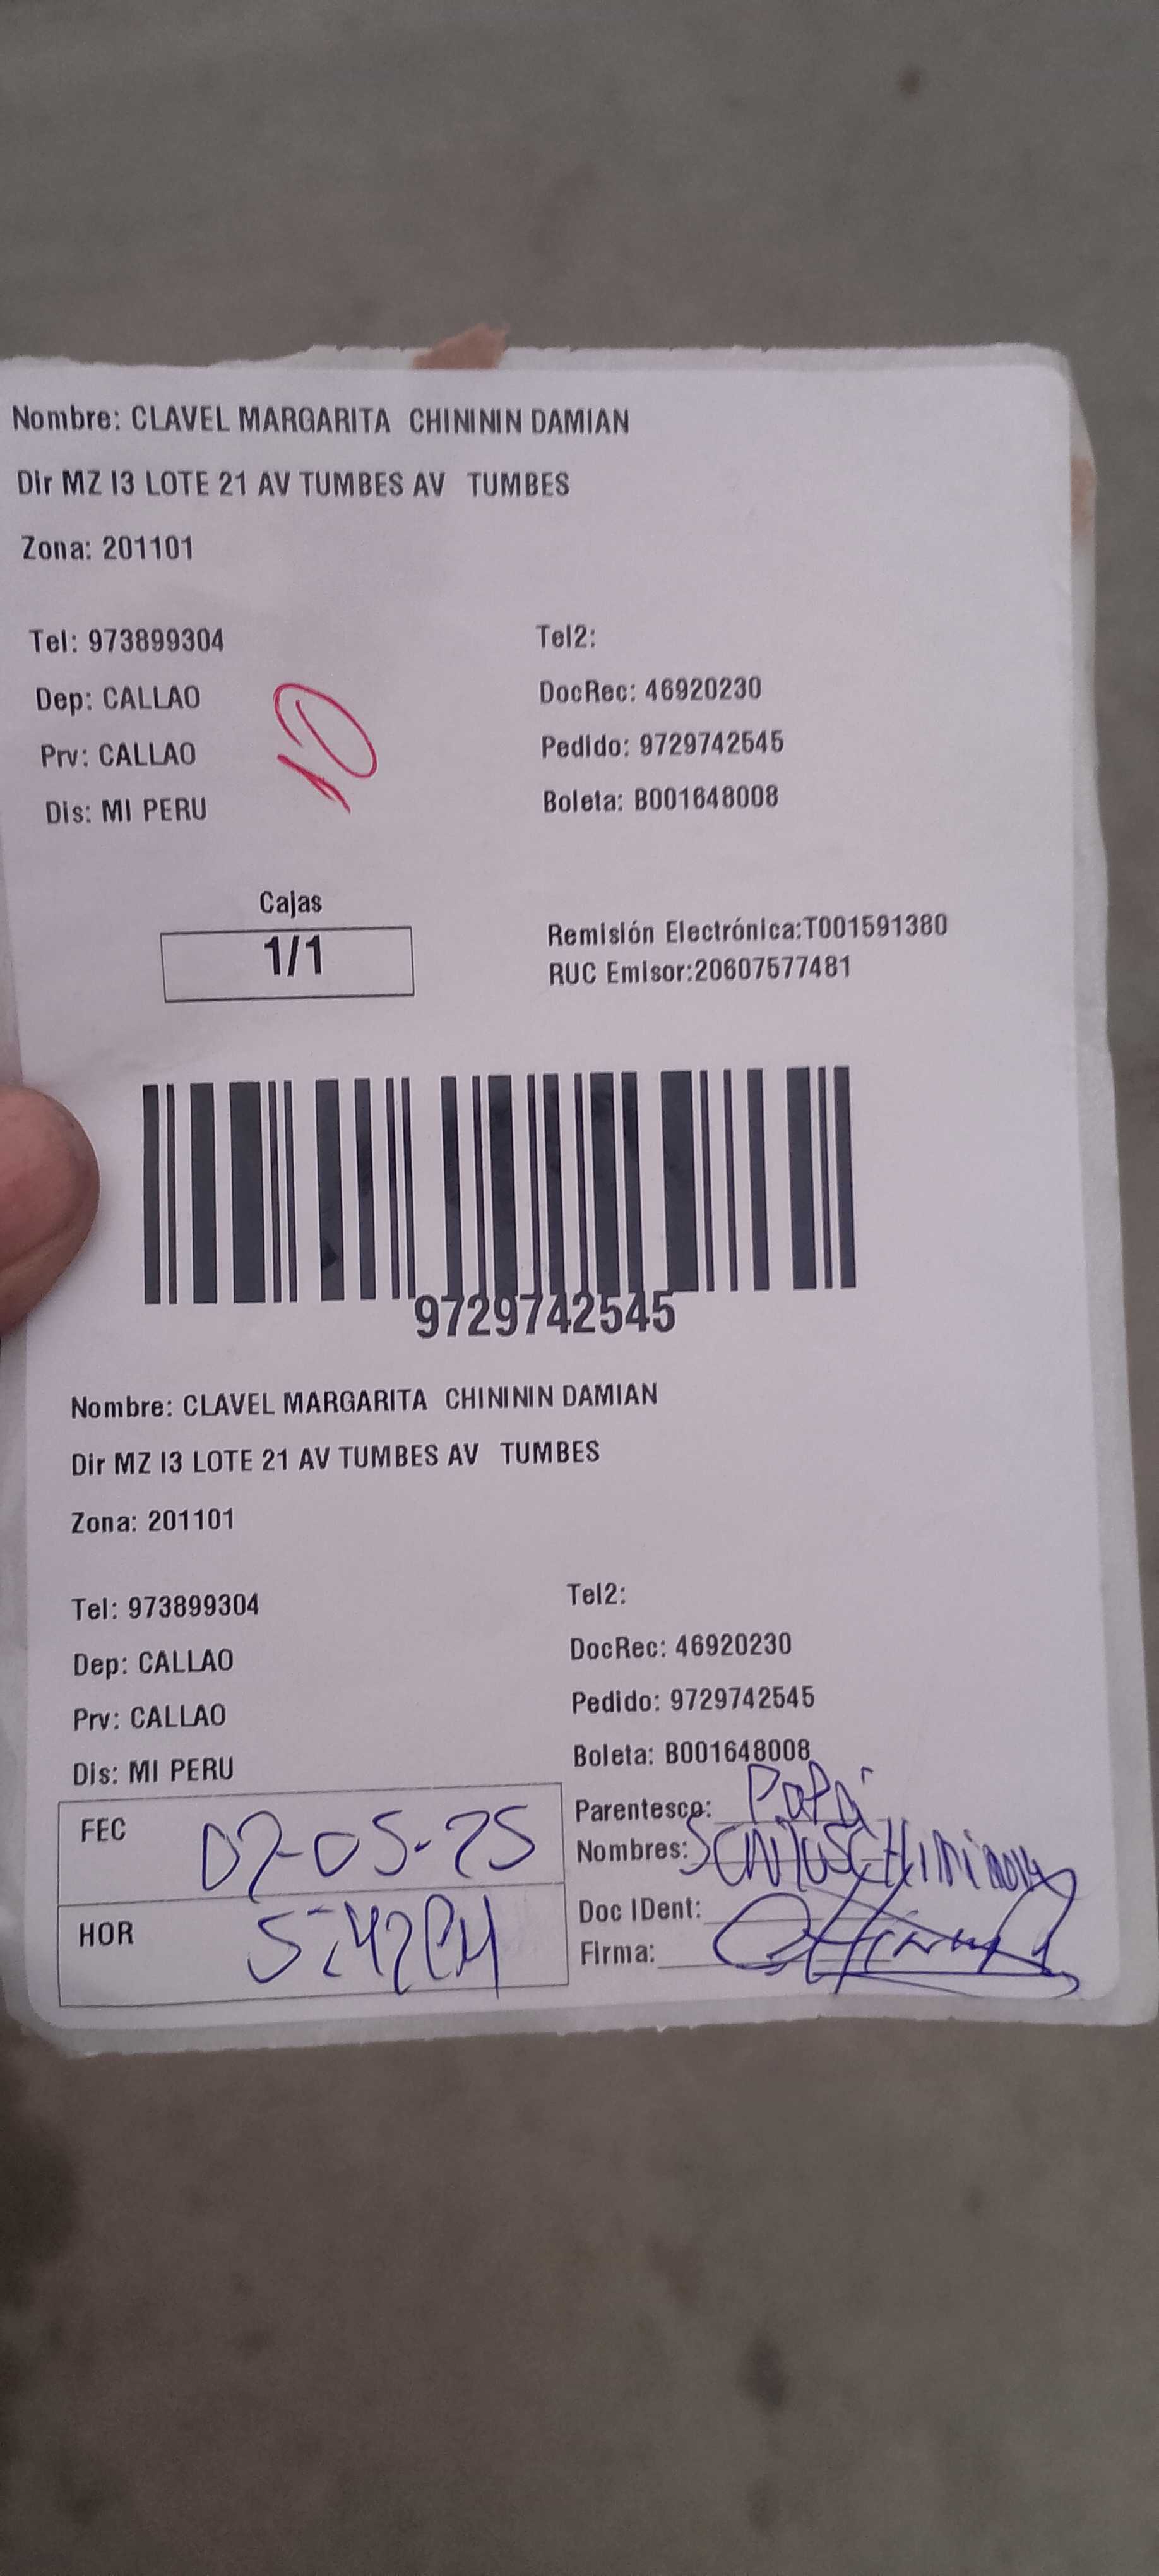 Nombre: CLAVEL MARGARITA CHINININ DAMIAN
Dir MZ I3 LOTE 21 AV TUMBES AV TUMBES
Zona: 201101
Tel: 973899304
Tel2:
Dep: CALLAO
DocRec: 46920230
Prv: CALLAO
Pedido: 9729742545
Dis: MI PERU
Boleta: B001648008
10
Cajas
1/1
Remisión Electrónica:T001591380
RUC Emisor:20607577481
9729742545
Nombre: CLAVEL MARGARITA CHINININ DAMIAN
Dir MZ I3 LOTE 21 AV TUMBES AV TUMBES
Zona: 201101
Tel: 973899304
Tel2:
Dep: CALLAO
DocRec: 46920230
Prv: CALLAO
Pedido: 9729742545
Dis: MI PERU
Boleta: B001648008
FEC 07-05-25
Parentesco: Papá
Nombres:
HOR 5:42PM
Doc IDent:
Firma: